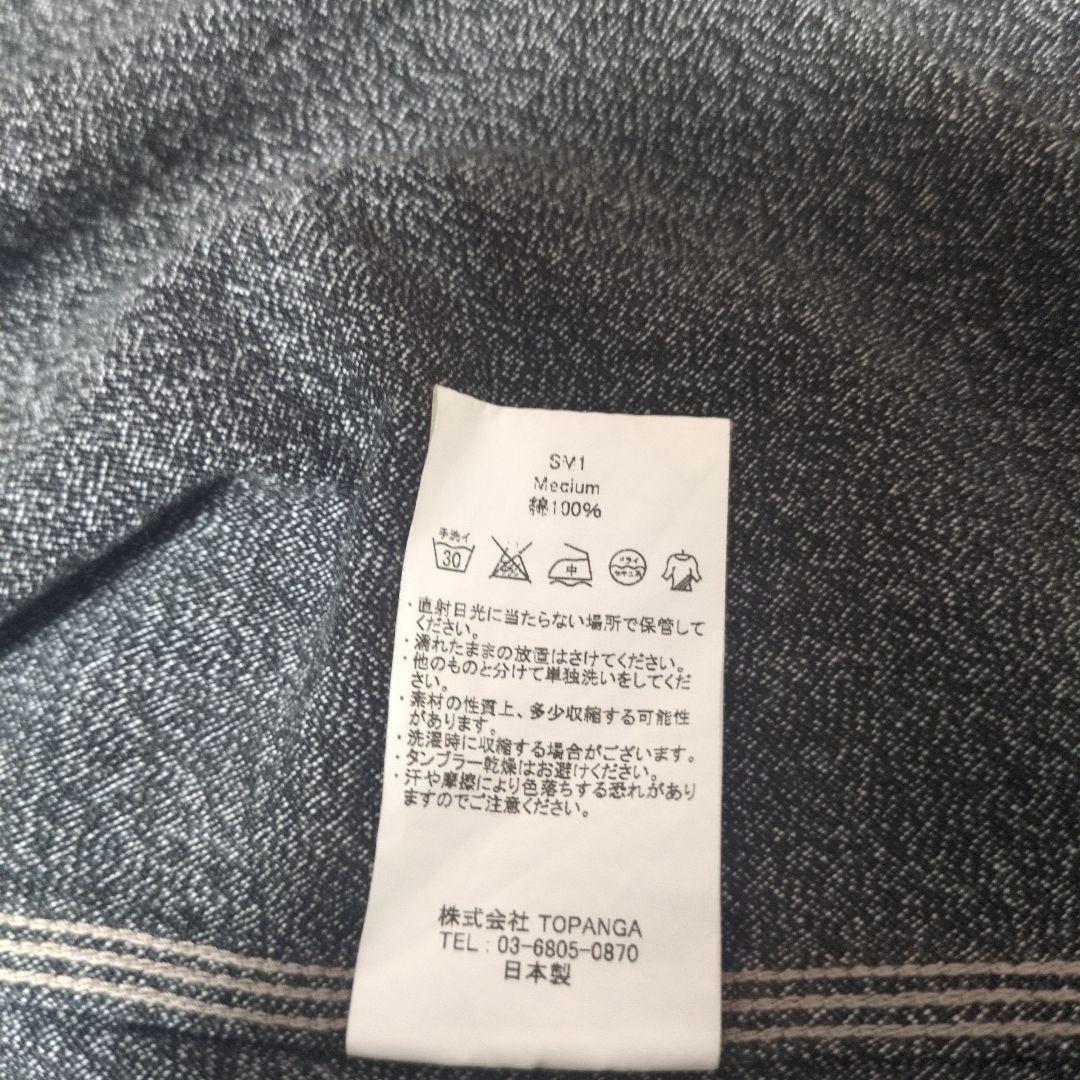 SM1
Medium
綿100%
手洗イ
30
中
ドライ
・直射日光に当たらない場所で保管して
ください。
・濡れたままの放置はさけてください。
・他のものと分けて単独洗いをしてくだ
さい。
・素材の性質上、多少収縮する可能性
があります。
・洗濯時に収縮する場合がございます。
・タンブラー乾燥はお避けください。
・汗や摩擦により色落ちする恐れがあり
ますのでご注意ください。
株式会社 TOPANGA
TEL : 03-6805-0870
日本製